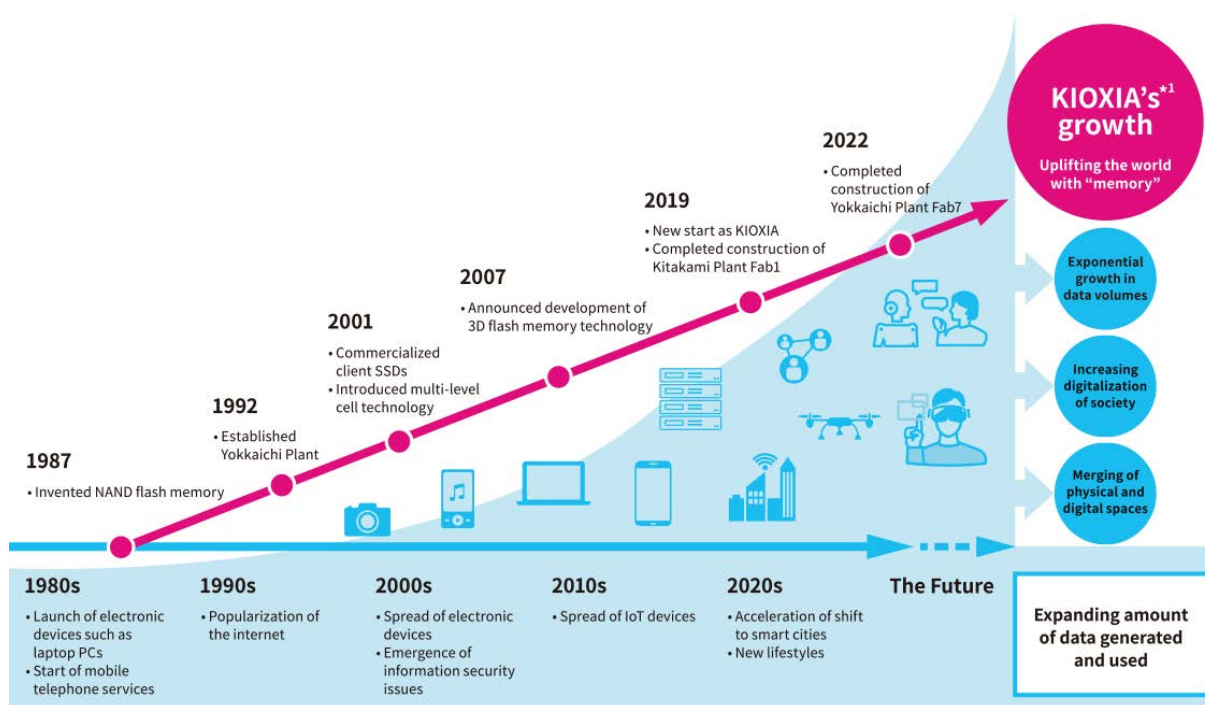 KIOXIA's*1
growth
Uplifting the world
with “memory”
2022
• Completed
construction of
Yokkaichi Plant Fab7
2019
• New start as KIOXIA
• Completed construction of
Kitakami Plant Fab1
2007
• Announced development of
3D flash memory technology
2001
• Commercialized
client SSDs
• Introduced multi-level
cell technology
1992
• Established
Yokkaichi Plant
1987
• Invented NAND flash memory
Exponential
growth in
data volumes
Increasing
digitalization
of society
Merging of
physical and
digital spaces
1980s
• Launch of electronic
devices such as
laptop PCs
• Start of mobile
telephone services
1990s
• Popularization of
the internet
2000s
• Spread of electronic
devices
• Emergence of
information security
issues
2010s
• Spread of IoT devices
2020s
• Acceleration of shift
to smart cities
• New lifestyles
The Future
Expanding amount
of data generated
and used